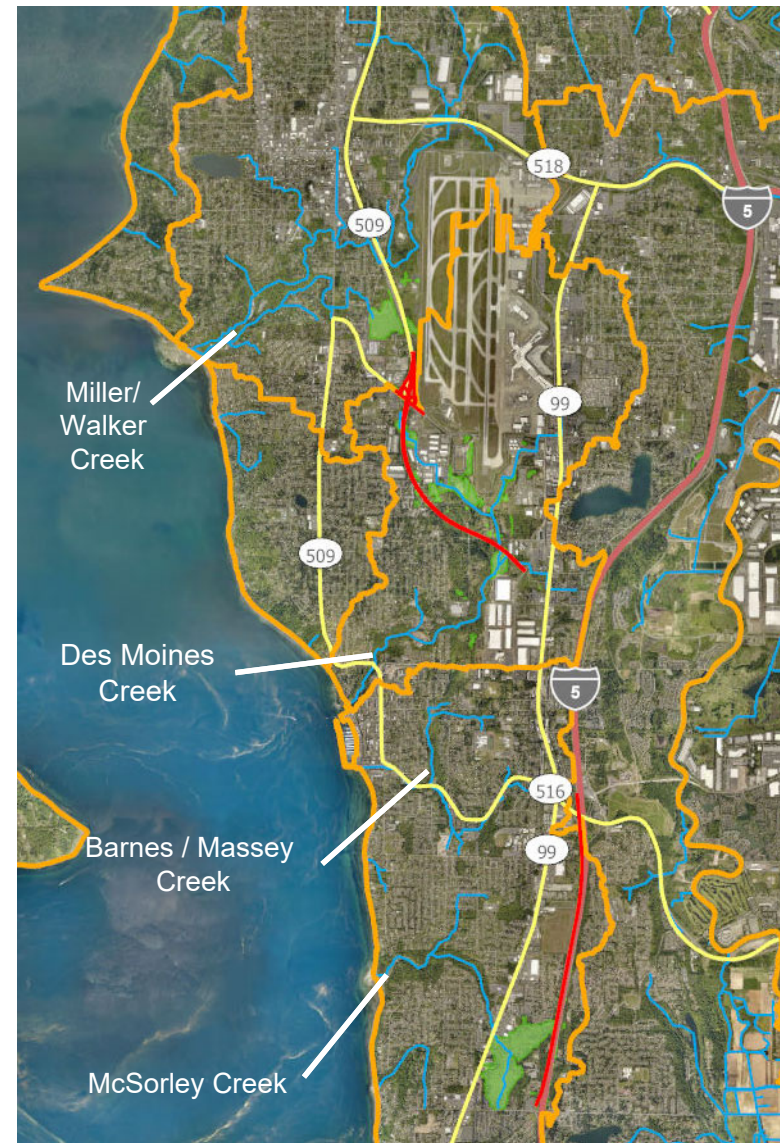 518
5
509
Miller/
Walker
Creek
99
509
Des Moines
Creek
5
516
Barnes / Massey
Creek
99
McSorley Creek